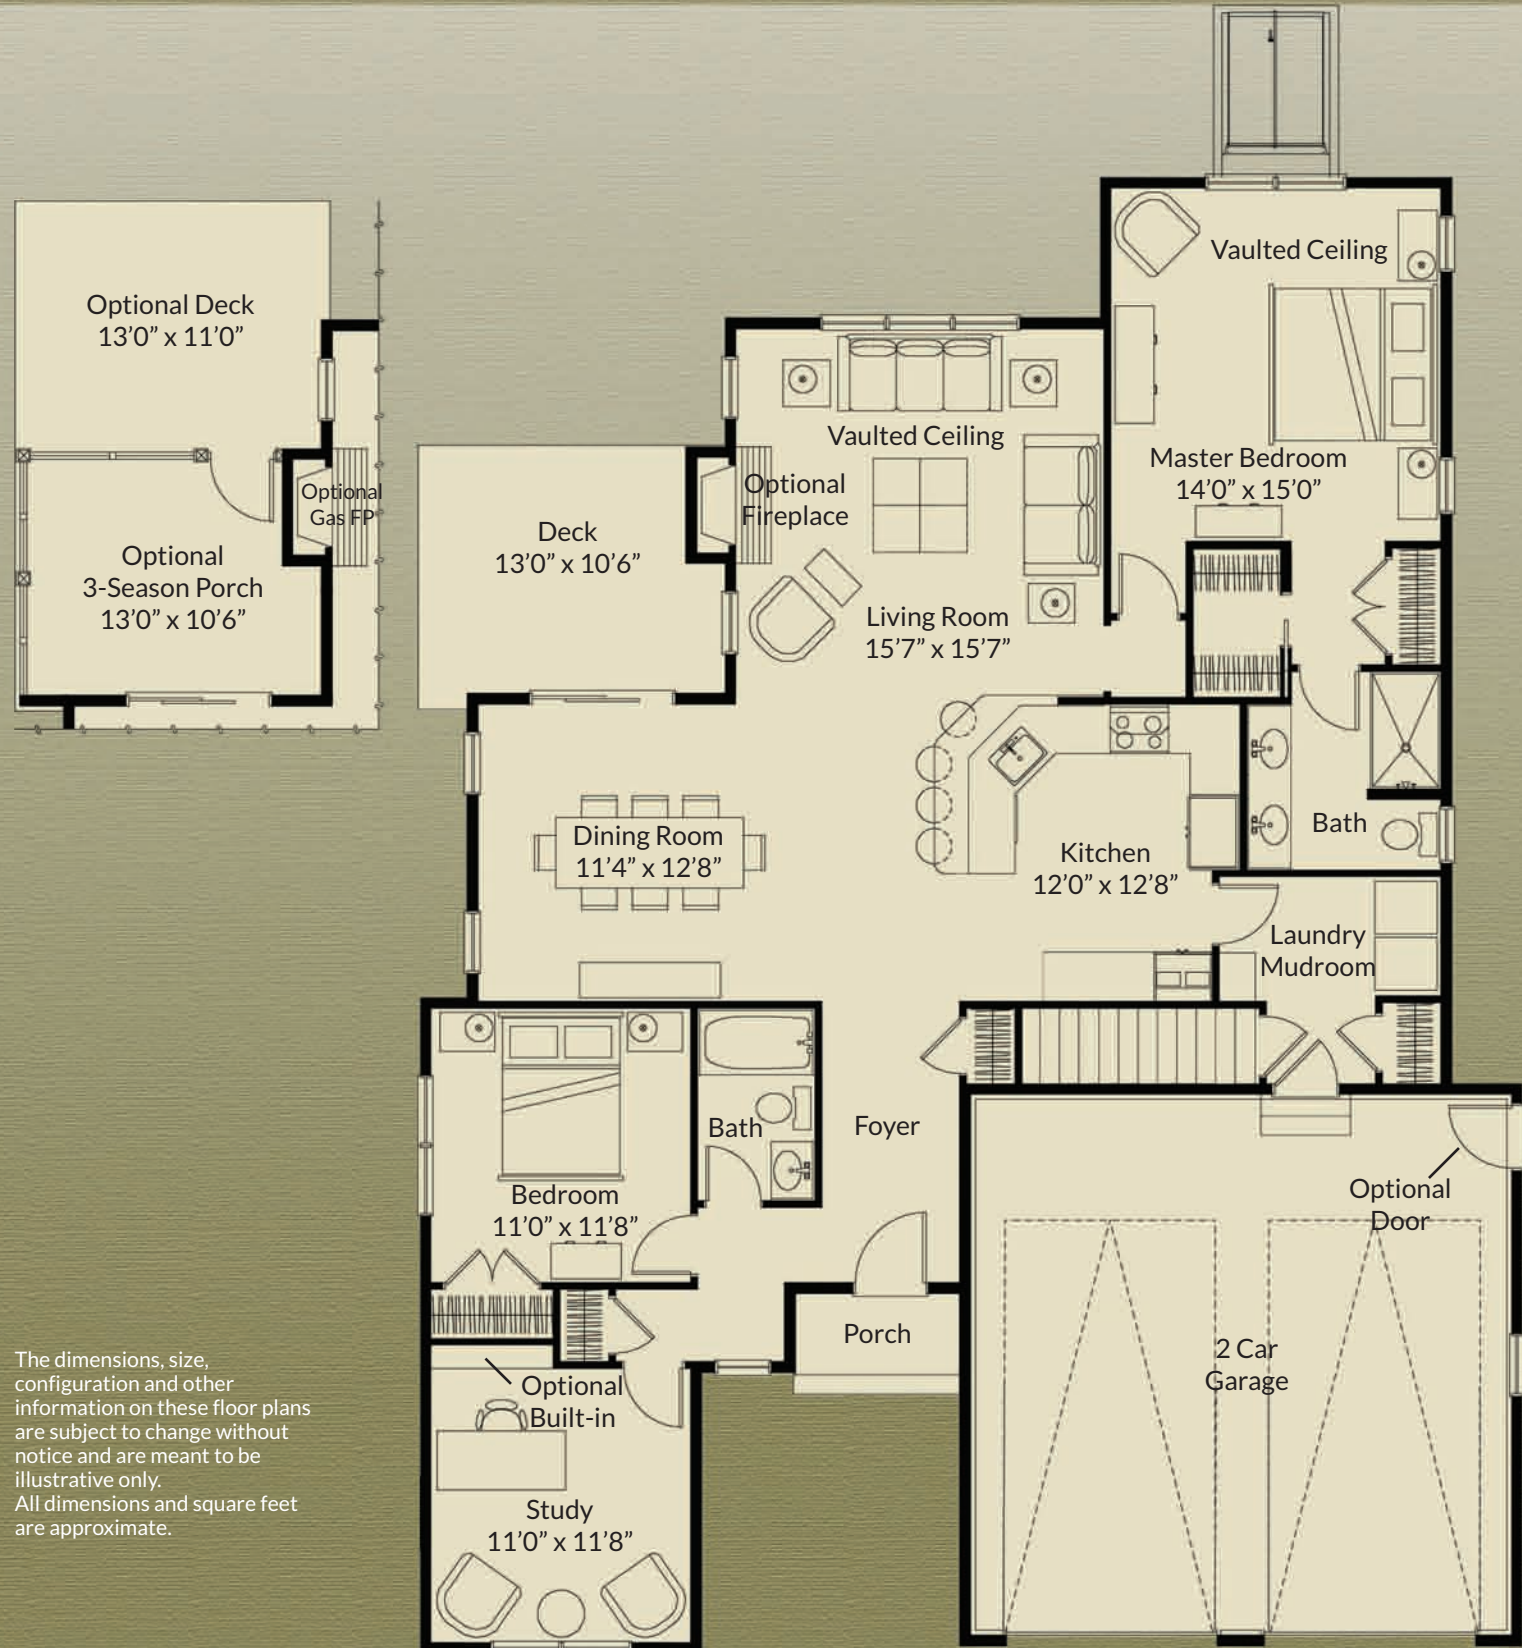 Vaulted Ceiling
Optional Deck
13’0” x 11’0”
Vaulted Ceiling
Master Bedroom
14’0” x 15’0”
Optional
Gas FP
Optional
Fireplace
Deck
13’0” x 10’6”
Optional
3-Season Porch
13’0” x 10’6”
Living Room
15’7” x 15’7”
Dining Room
11’4” x 12’8”
Kitchen
12’0” x 12’8”
Bath
Laundry
Mudroom
Bath
Foyer
Bedroom
11’0” x 11’8”
Optional
Door
Porch
2 Car
Garage
The dimensions, size,
configuration and other
information on these floor plans
are subject to change without
notice and are meant to be
illustrative only.
All dimensions and square feet
are approximate.
Optional
Built-in
Study
11’0” x 11’8”